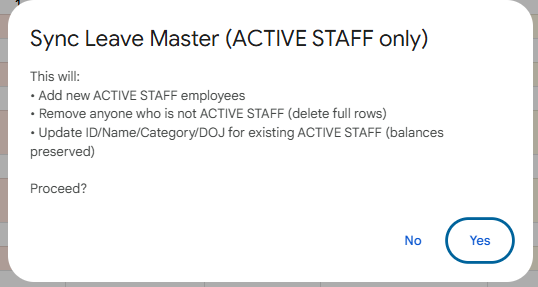 Sync Leave Master (ACTIVE STAFF only)
This will:
• Add new ACTIVE STAFF employees
• Remove anyone who is not ACTIVE STAFF (delete full rows)
• Update ID/Name/Category/DOJ for existing ACTIVE STAFF (balances
preserved)
Proceed?
No Yes